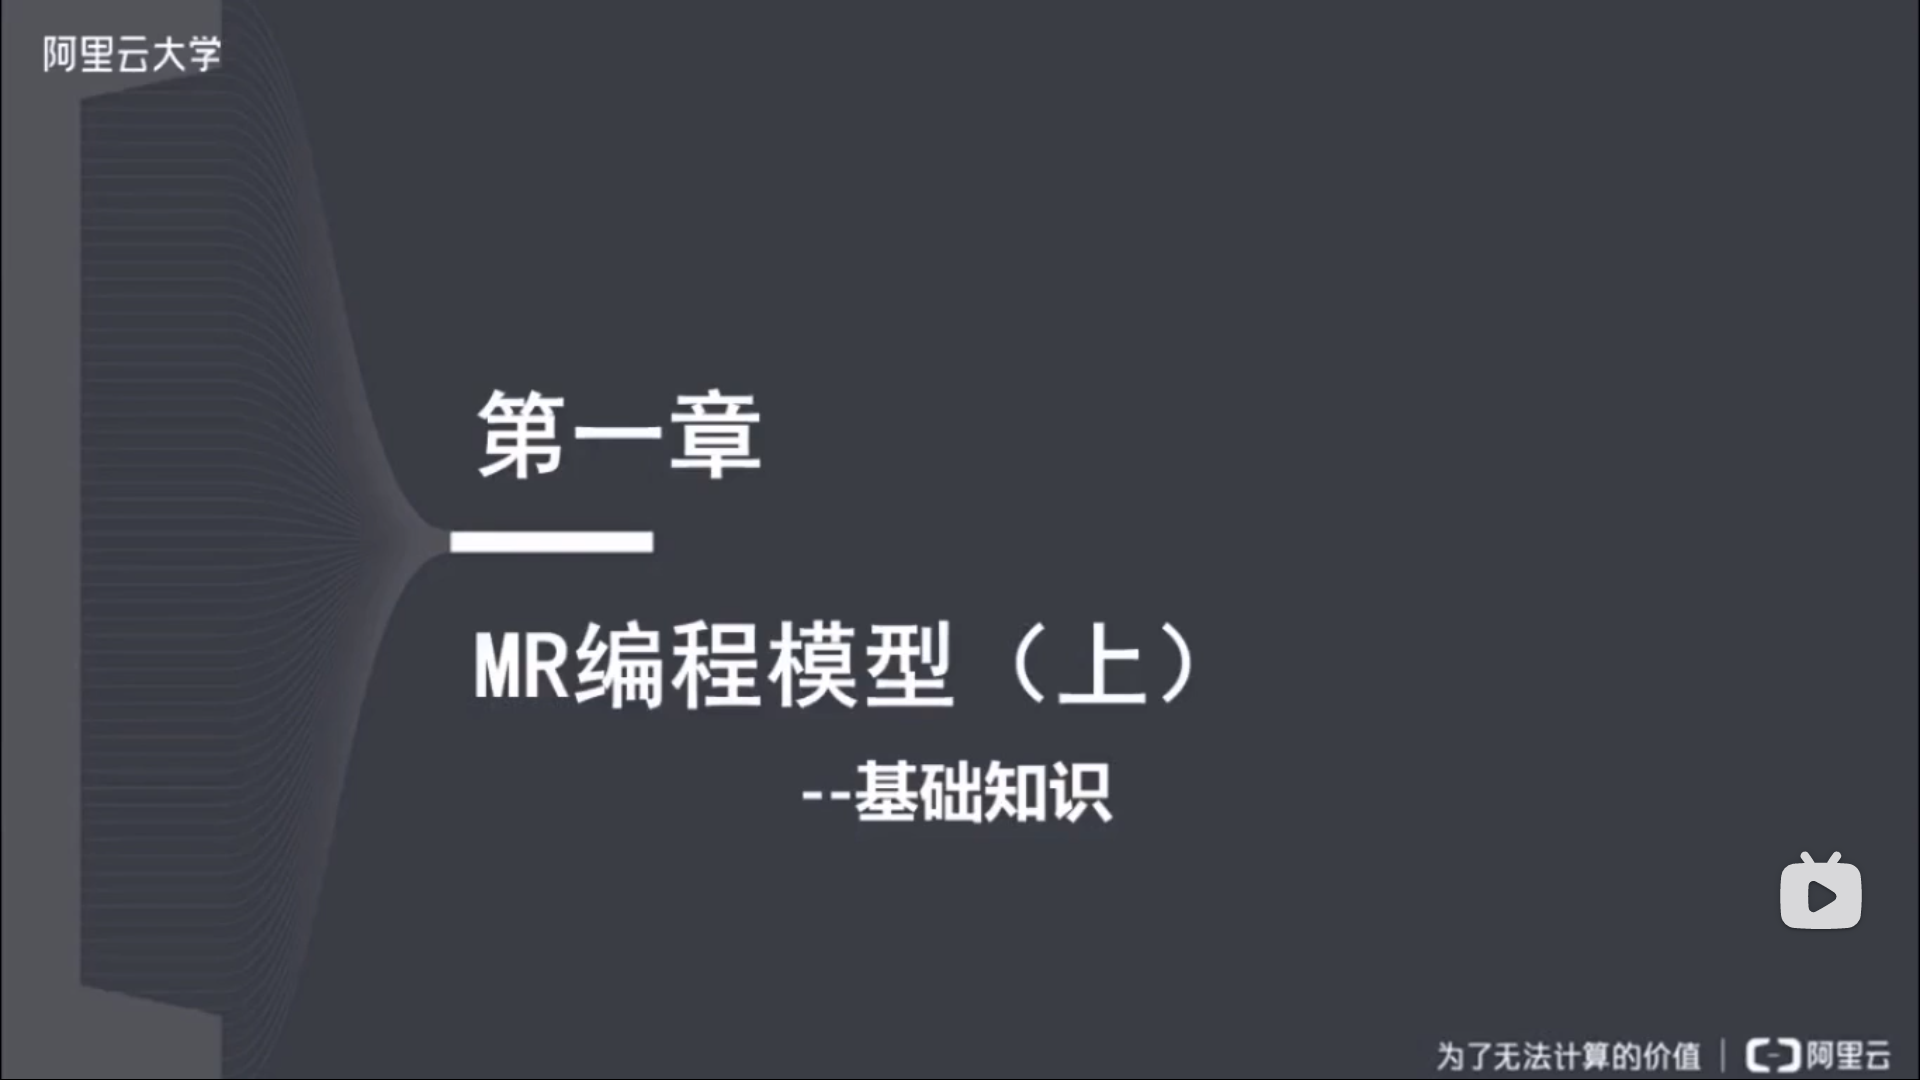 阿里云大学
第一章
MR编程模型（上）
--基础知识
为了无法计算的价值 | 阿里云